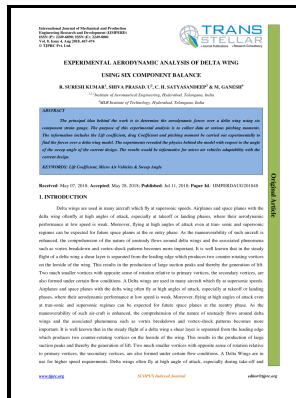 International Journal of Mechanical and Production
Engineering Research and Development (IJMPERD)
ISSN (P): 2249-6890; ISSN (E): 2249-8001
Vol. 8, Issue 4, Aug 2018, 467-474
© TJPRC Pvt. Ltd.
TRANS
STELLAR
• Journal Publications • Research Consultancy
EXPERIMENTAL AERODYNAMIC ANALYSIS OF DELTA WING
USING SIX COMPONENT BALANCE
R. SURESH KUMAR, SHIVA PRASAD U, C. H. SATYASANDEEP & M. GANESH
Institute of Aeronautical Engineering, Hyderabad, Telangana, India
MLR Institute of Technology, Hyderabad, Telangana, India
ABSTRACT
The principal idea behind the work is to determine the aerodynamic forces over a delta wing using six
component strain gauge. The purpose of this experimental analysis is to collect data at various pitching moments.
The information includes the Lift coefficient, drag Coefficient and pitching moment be carried out experimentally to
find the forces over a delta wing model. The experiments revealed the physics behind the model with respect to the angle
of the sweep angle of the current design. The results would be informative for micro air vehicles adaptability with the
current design.
KEYWORDS: Lift Coefficient, Micro Air Vehicles & Sweep Angle
Original Article
Received: May 07, 2018; Accepted: May 28, 2018; Published: Jul 11, 2018; Paper Id.: IJMPERDAUG201848
1. INTRODUCTION
Delta wings are used in many aircraft which fly at supersonic speeds. Airplanes and space planes with the
delta wing oftenfly at high angles of attack, especially at takeoff or landing phases, where their aerodynamic
performance at low speed is weak. Moreover, flying at high angles of attack even at trans- sonic and supersonic
regimes can be expected for future space planes at the re-entry phase. As the maneuverability of such aircraft is
enhanced, the comprehension of the nature of unsteady flows around delta wings and the associated phenomena
such as vortex breakdown and vortex-shock patterns becomes more important. It is well known that in the steady
flight of a delta wing a shear layer is separated from the leading edge which produces two counter-rotating vortices
on the leeside of the wing. This results in the production of large suction peaks and thereby the generation of lift.
Two much smaller vortices with opposite sense of rotation relative to primary vortices, the secondary vortices, are
also formed under certain flow conditions. A Delta wings are used in many aircraft which fly at supersonic speeds.
Airplanes and space planes with the delta wing often fly at high angles of attack, especially at takeoff or landing
phases, where their aerodynamic performance at low speed is weak. Moreover, flying at high angles of attack even
at tran-sonic and supersonic regimes can be expected for future space planes at the reentry phase. As the
maneuverability of such air-craft is enhanced, the comprehension of the nature of unsteady flows around delta
wings and the associated phenomena such as vortex breakdown and vortex-shock patterns becomes more
important. It is well known that in the steady flight of a delta wing a shear layer is separated from the leading edge
which produces two counter-rotating vortices on the leeside of the wing. This results in the production of large
suction peaks and thereby the generation of lift. Two much smaller vortices with opposite sense of rotation relative
to primary vortices, the secondary vortices, are also formed under certain flow conditions. A Delta Wings are in
use for higher speed requirements. Delta wings often fly at high angles of attack, especially during take-off and
www.tjprc.org
SCOPUS Indexed Journal
editor@tjprc.org